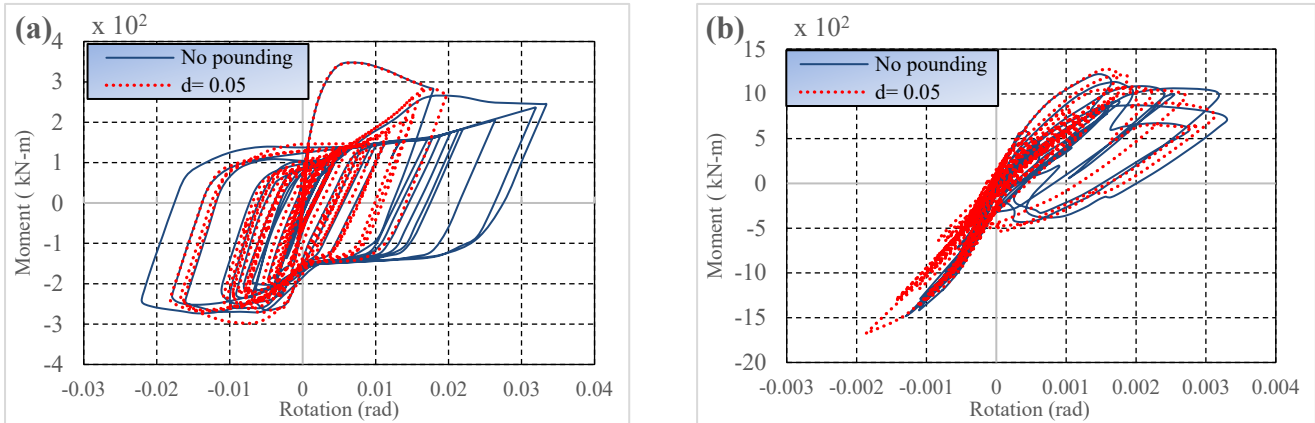 (a)
x 10²
No pounding
d= 0.05
4
3
2
1
0
-1
-2
-3
-4
-0.03 -0.02 -0.01 0 0.01 0.02 0.03 0.04
Moment ( kN-m)
Rotation (rad)
(b)
x 10²
No pounding
d= 0.05
15
10
5
0
-5
-10
-15
-20
-0.003 -0.002 -0.001 0 0.001 0.002 0.003 0.004
Moment ( kN-m)
Rotation (rad)